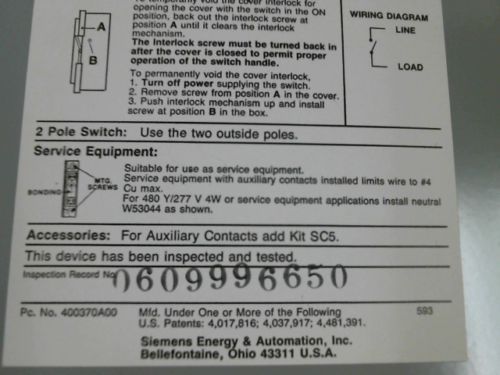 To temporarily void the cover interlock for
opening the cover with the switch in the ON
position, back out the interlock screw at
position A until it clears the interlock
mechanism.
The Interlock screw must be turned back in
after the cover is closed to permit proper
operation of the switch handle.
To permanently void the cover interlock,
1. Turn off power supplying the switch.
2. Remove screw from position A in the cover.
3. Push interlock mechanism up and install
screw at position B in the box.
A
B
WIRING DIAGRAM
LINE
LOAD
2 Pole Switch: Use the two outside poles.
Service Equipment:
MTG.
SCREWS
BONDING
Suitable for use as service equipment.
Service equipment with auxiliary contacts installed limits wire to #4
Cu max.
For 480 Y/277 V 4W or service equipment applications install neutral
W53044 as shown.
Accessories: For Auxiliary Contacts add Kit SC5.
This device has been inspected and tested.
Inspection Record No. 0609996650
Pc. No. 400370A00
Mfd. Under One or More of the Following
U.S. Patents: 4,017,816; 4,037,917; 4,481,391.
593
Siemens Energy & Automation, Inc.
Bellefontaine, Ohio 43311 U.S.A.